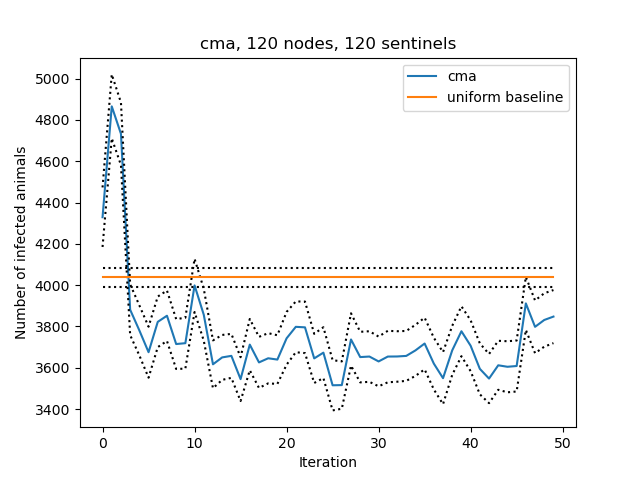 cma, 120 nodes, 120 sentinels
cma
uniform baseline
Number of infected animals
5000
4800
4600
4400
4200
4000
3800
3600
3400
0 10 20 30 40 50
Iteration